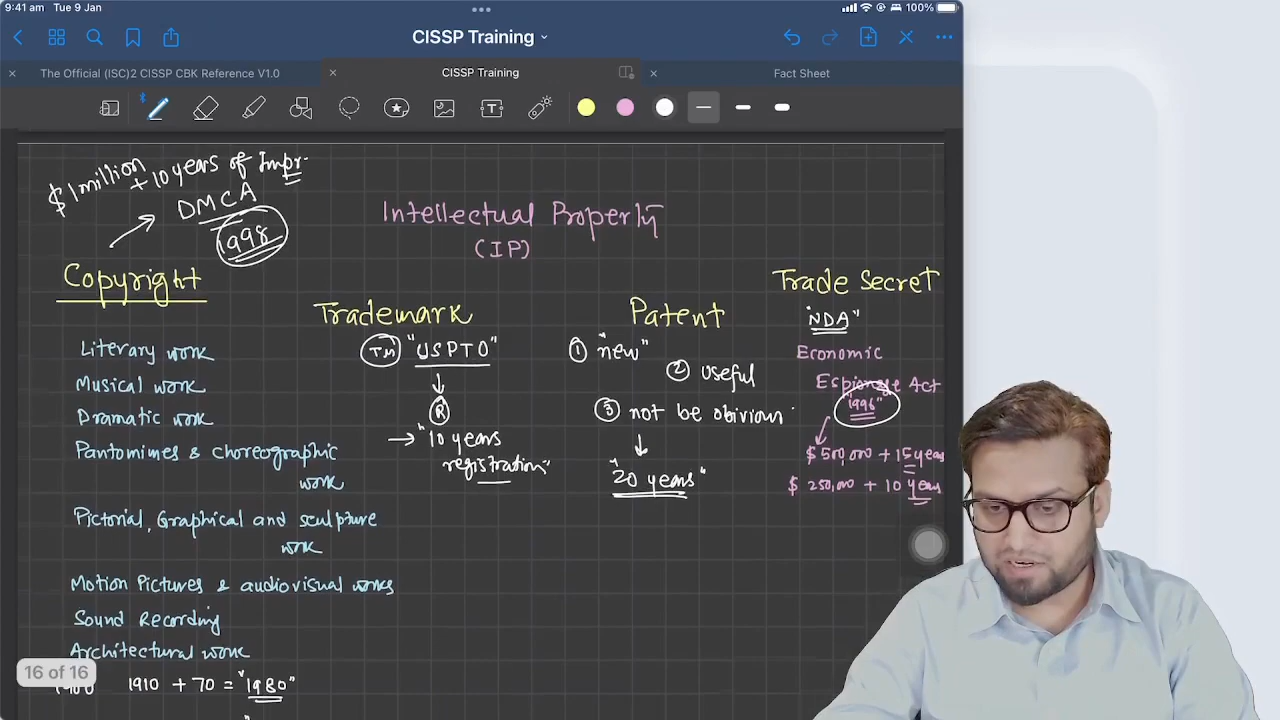 9:41 am Tue 9 Jan
100%
CISSP Training
The Official (ISC)2 CISSP CBK Reference V1.0
CISSP Training
Fact Sheet
$1million + 10 years of Impr.
DMCA
1998
Intellectual Property
(IP)
Copyright
Literary work
Musical work
Dramatic work
Pantomimes & choreographic
work
Pictorial, Graphical and sculpture
work
Motion Pictures & audiovisual works
Sound Recording
Architectural work
1910 + 70 = "1980"
Trademark
TM "USPTO"
R
"10 years
registration"
Patent
1 "new"
2 useful
3 not be obivious
"20 years"
Trade Secret
"NDA"
Economic
Espionage Act
"1996"
$500,000 + 15 years
$ 250,000 + 10 years
16 of 16